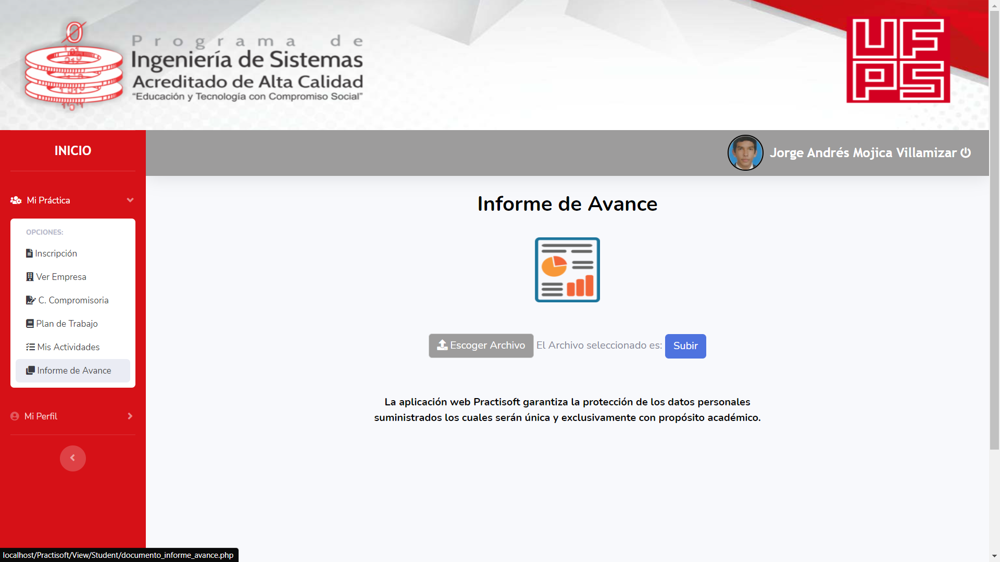 Programa de
Ingeniería de Sistemas
Acreditado de Alta Calidad
“Educación y Tecnología con Compromiso Social”
UF
PS
INICIO
Jorge Andrés Mojica Villamizar
Mi Práctica
OPCIONES:
Inscripción
Ver Empresa
C. Compromisoria
Plan de Trabajo
Mis Actividades
Informe de Avance
Mi Perfil
Informe de Avance
Escoger Archivo El Archivo seleccionado es: Subir
La aplicación web Practisoft garantiza la protección de los datos personales
suministrados los cuales serán única y exclusivamente con propósito académico.
localhost/Practisoft/View/Student/documento_informe_avance.php